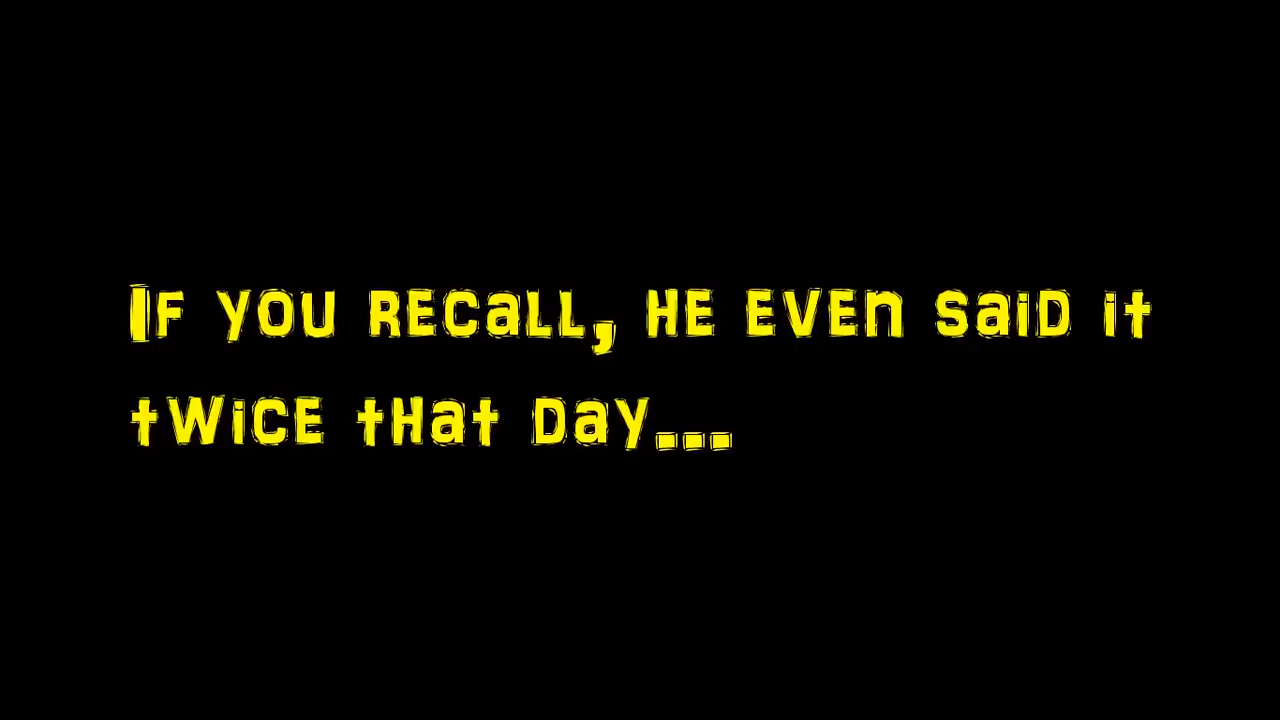 If you recall, he even said it
twice that day...